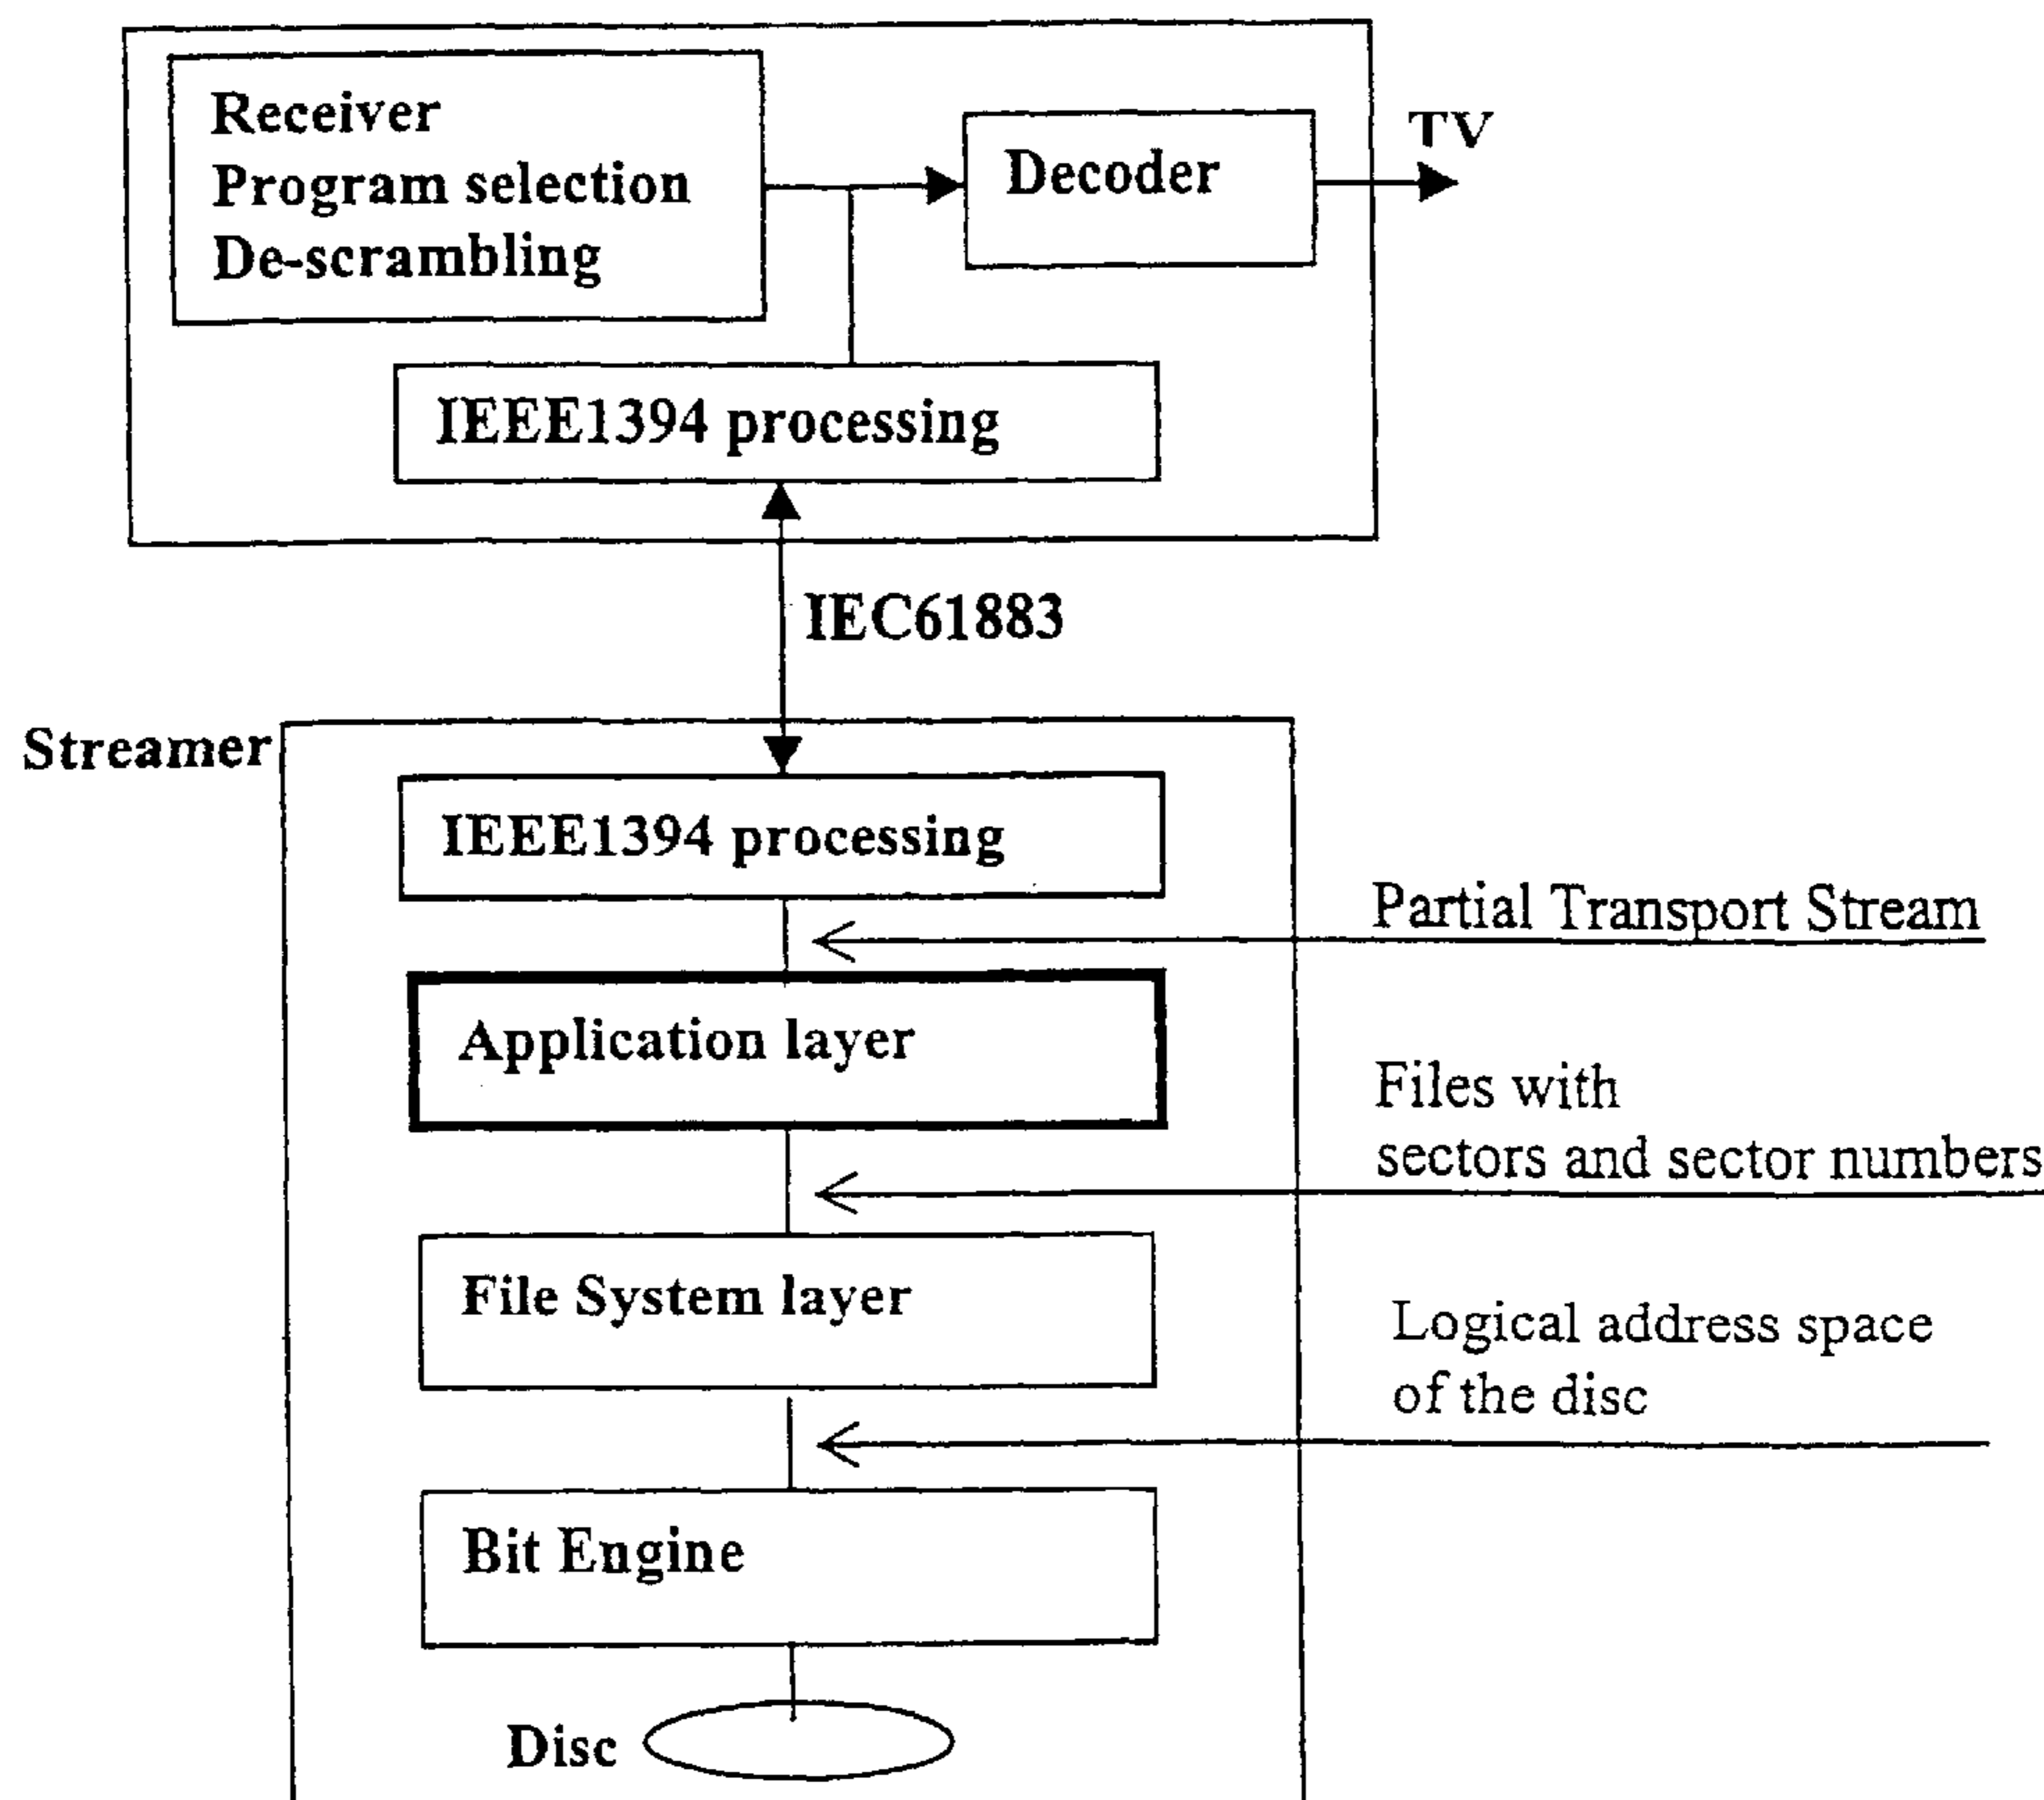 Receiver
Program selection
De-scrambling
Decoder
TV
IEEE1394 processing
IEC61883
Streamer
IEEE1394 processing
Partial Transport Stream
Application layer
Files with
sectors and sector numbers
File System layer
Logical address space
of the disc
Bit Engine
Disc